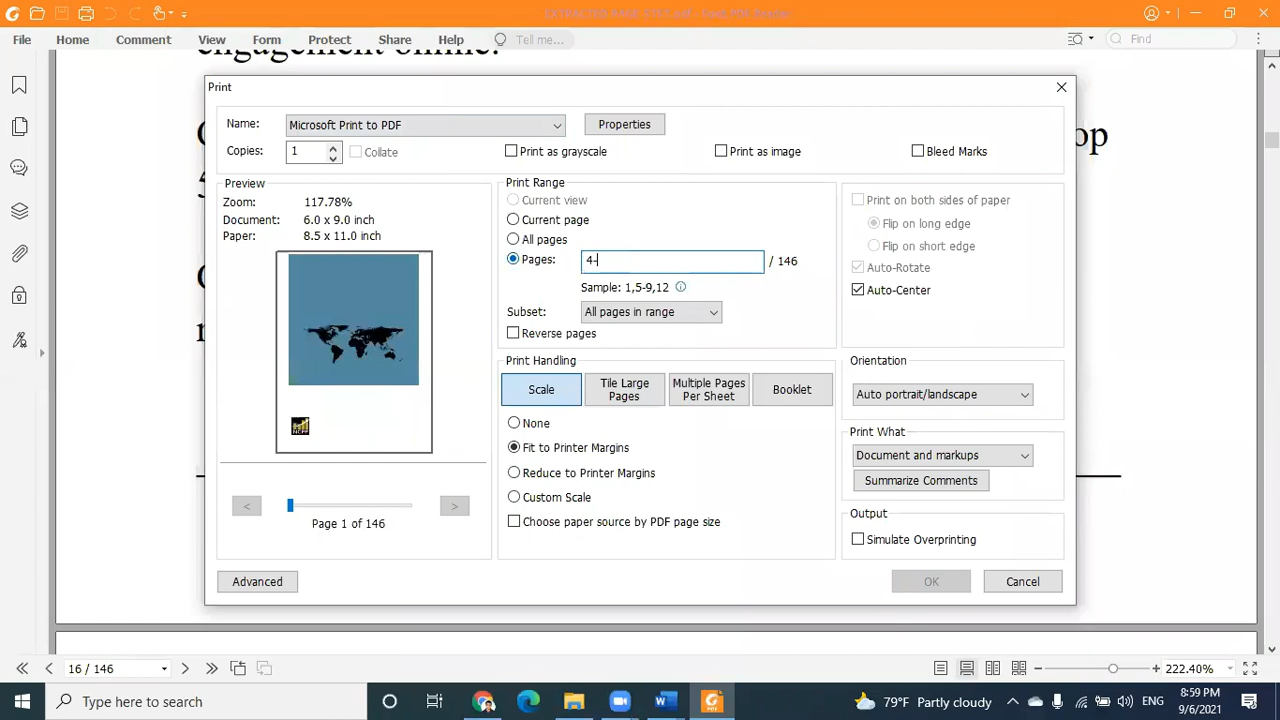 File Home Comment View Form Protect Share Help Tell me... Find
engagement online!
Print
Name: Microsoft Print to PDF Properties
Copies: 1 Collate Print as grayscale Print as image Bleed Marks
Preview
Zoom: 117.78%
Document: 6.0 x 9.0 inch
Paper: 8.5 x 11.0 inch
NCPP
< >
Page 1 of 146
Print Range
Current view
Current page
All pages
Pages: 4- / 146
Sample: 1,5-9,12
Subset: All pages in range
Reverse pages
Print Handling
Scale
Tile Large Pages
Multiple Pages Per Sheet
Booklet
None
Fit to Printer Margins
Reduce to Printer Margins
Custom Scale
Choose paper source by PDF page size
Print on both sides of paper
Flip on long edge
Flip on short edge
Auto-Rotate
Auto-Center
Orientation
Auto portrait/landscape
Print What
Document and markups
Summarize Comments
Output
Simulate Overprinting
Advanced OK Cancel
op
16 / 146 222.40%
Type here to search 79°F Partly cloudy ENG 8:59 PM
9/6/2021